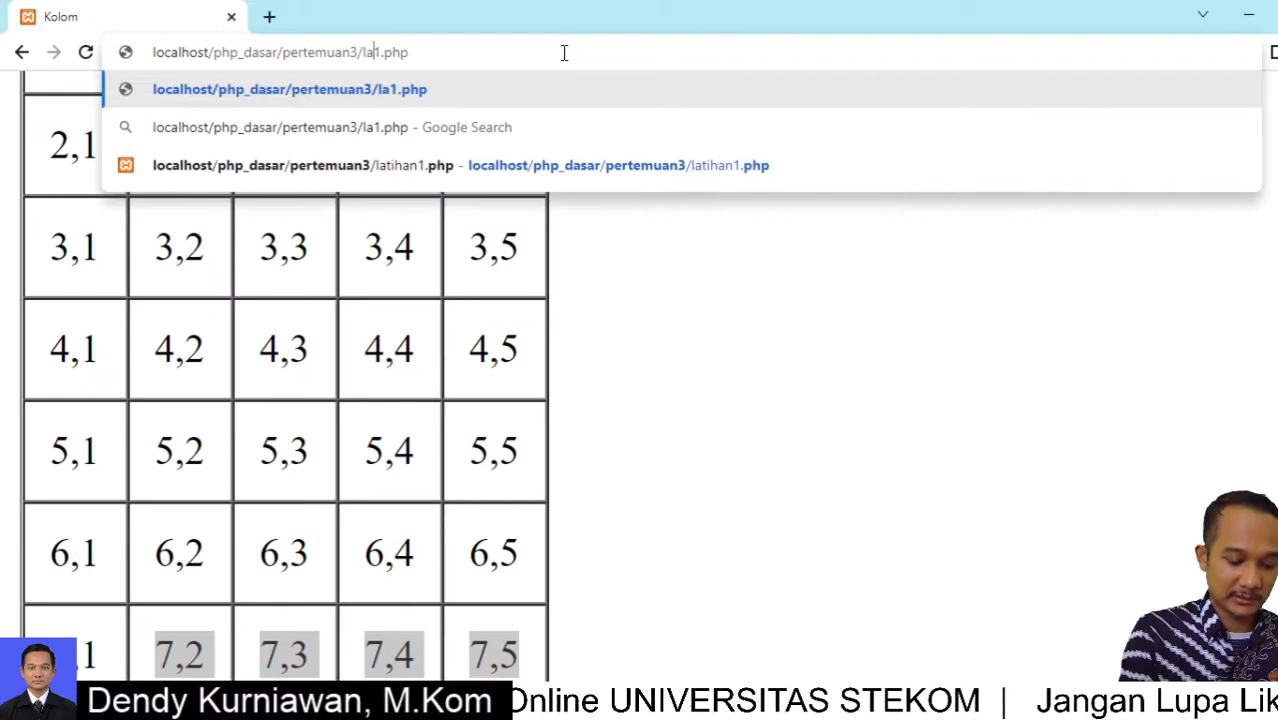 Kolom
localhost/php_dasar/pertemuan3/la1.php
localhost/php_dasar/pertemuan3/la1.php
localhost/php_dasar/pertemuan3/la1.php - Google Search
localhost/php_dasar/pertemuan3/latihan1.php - localhost/php_dasar/pertemuan3/latihan1.php
2,1
3,1 3,2 3,3 3,4 3,5
4,1 4,2 4,3 4,4 4,5
5,1 5,2 5,3 5,4 5,5
6,1 6,2 6,3 6,4 6,5
,1 7,2 7,3 7,4 7,5
Dendy Kurniawan, M.Kom Online UNIVERSITAS STEKOM | Jangan Lupa Lik